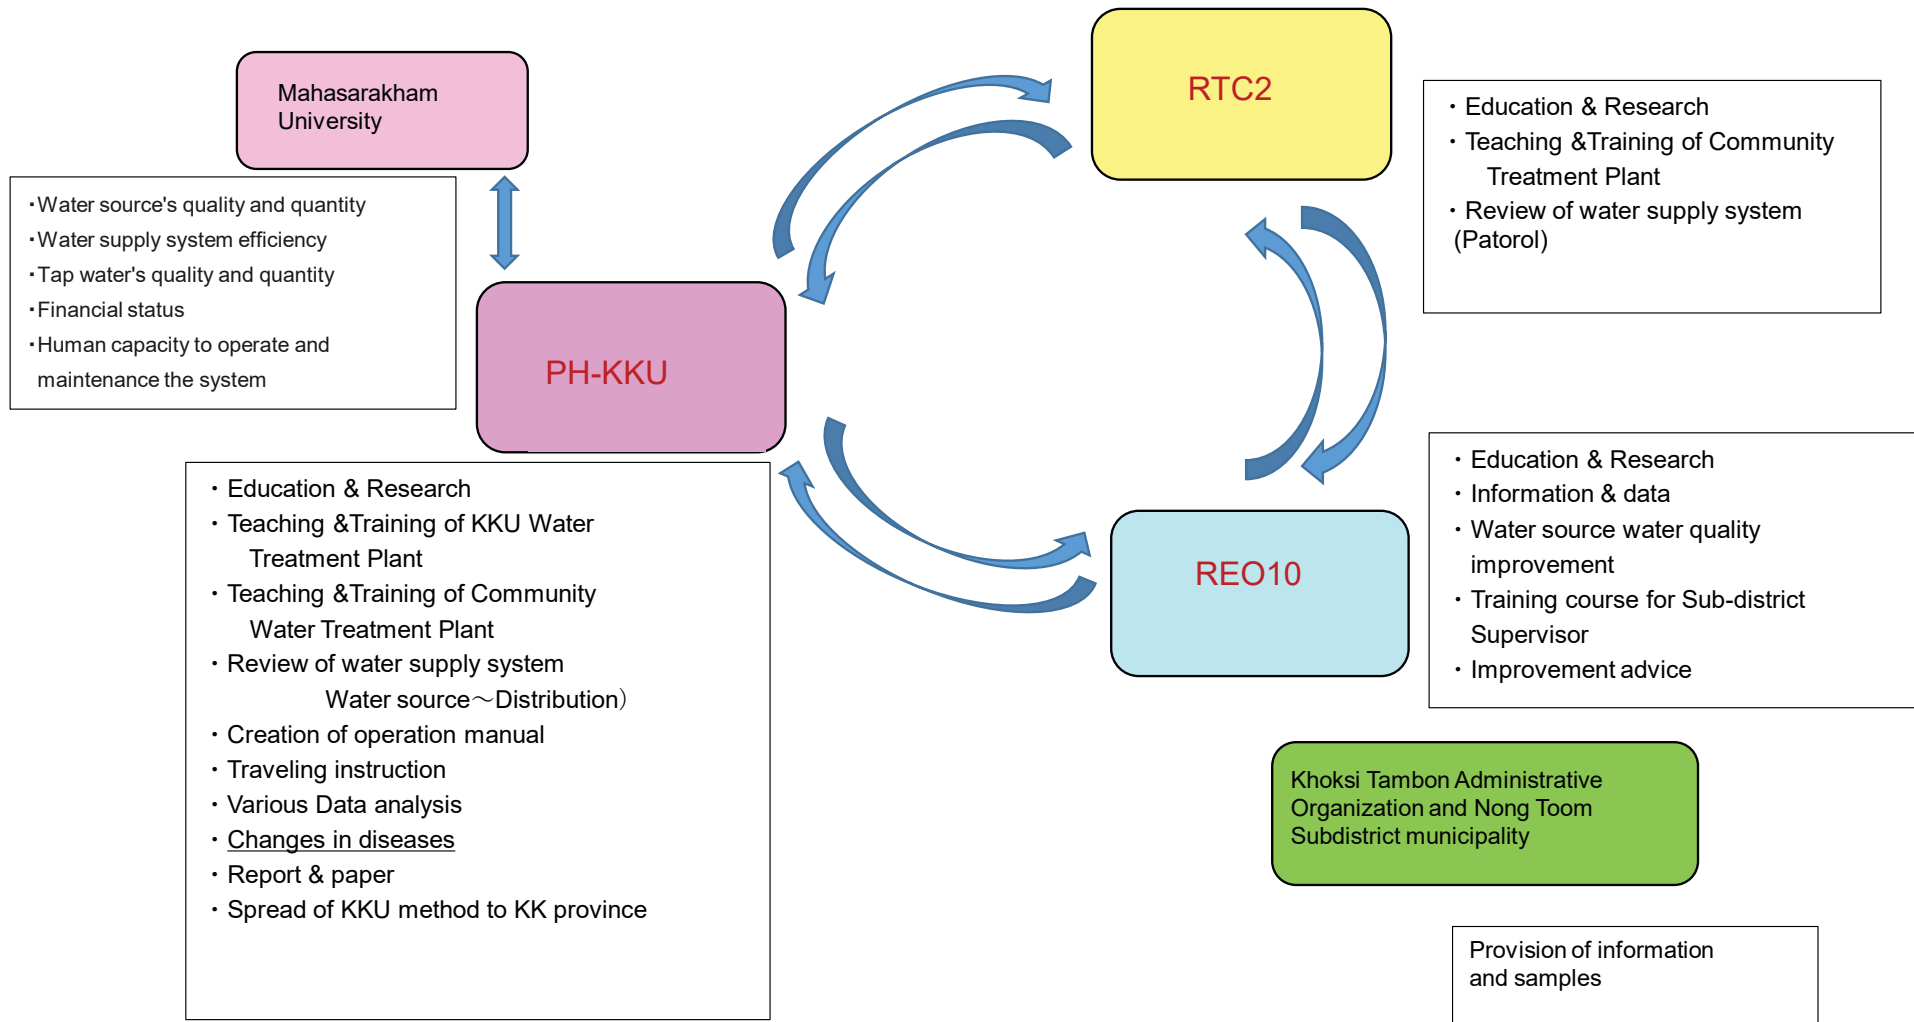 Mahasarakham
University
RTC2
・Education & Research
・Teaching &Training of Community
Treatment Plant
・Review of water supply system
(Patorol)
・Water source's quality and quantity
・Water supply system efficiency
・Tap water's quality and quantity
・Financial status
・Human capacity to operate and
maintenance the system
PH-KKU
・Education & Research
・Teaching &Training of KKU Water
Treatment Plant
・Teaching &Training of Community
Water Treatment Plant
・Review of water supply system
Water source～Distribution）
・Creation of operation manual
・Traveling instruction
・Various Data analysis
・Changes in diseases
・Report & paper
・Spread of KKU method to KK province
REO10
・Education & Research
・Information & data
・Water source water quality
improvement
・Training course for Sub-district
Supervisor
・Improvement advice
Khoksi Tambon Administrative
Organization and Nong Toom
Subdistrict municipality
Provision of information
and samples